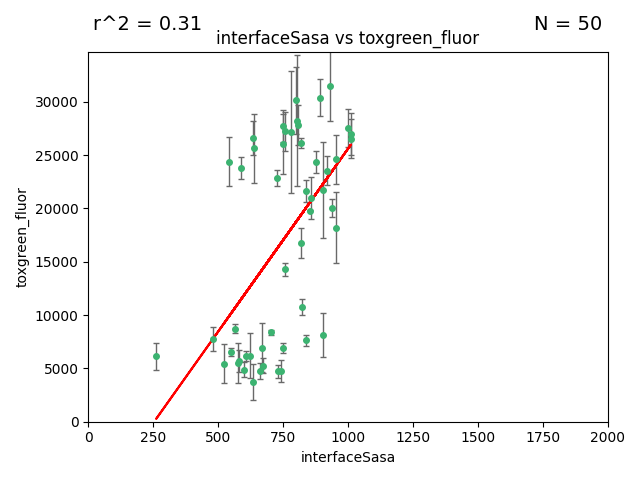 r^2 = 0.31
N = 50
interfaceSasa vs toxgreen_fluor
30000
25000
20000
15000
10000
5000
0
toxgreen_fluor
0 250 500 750 1000 1250 1500 1750 2000
interfaceSasa